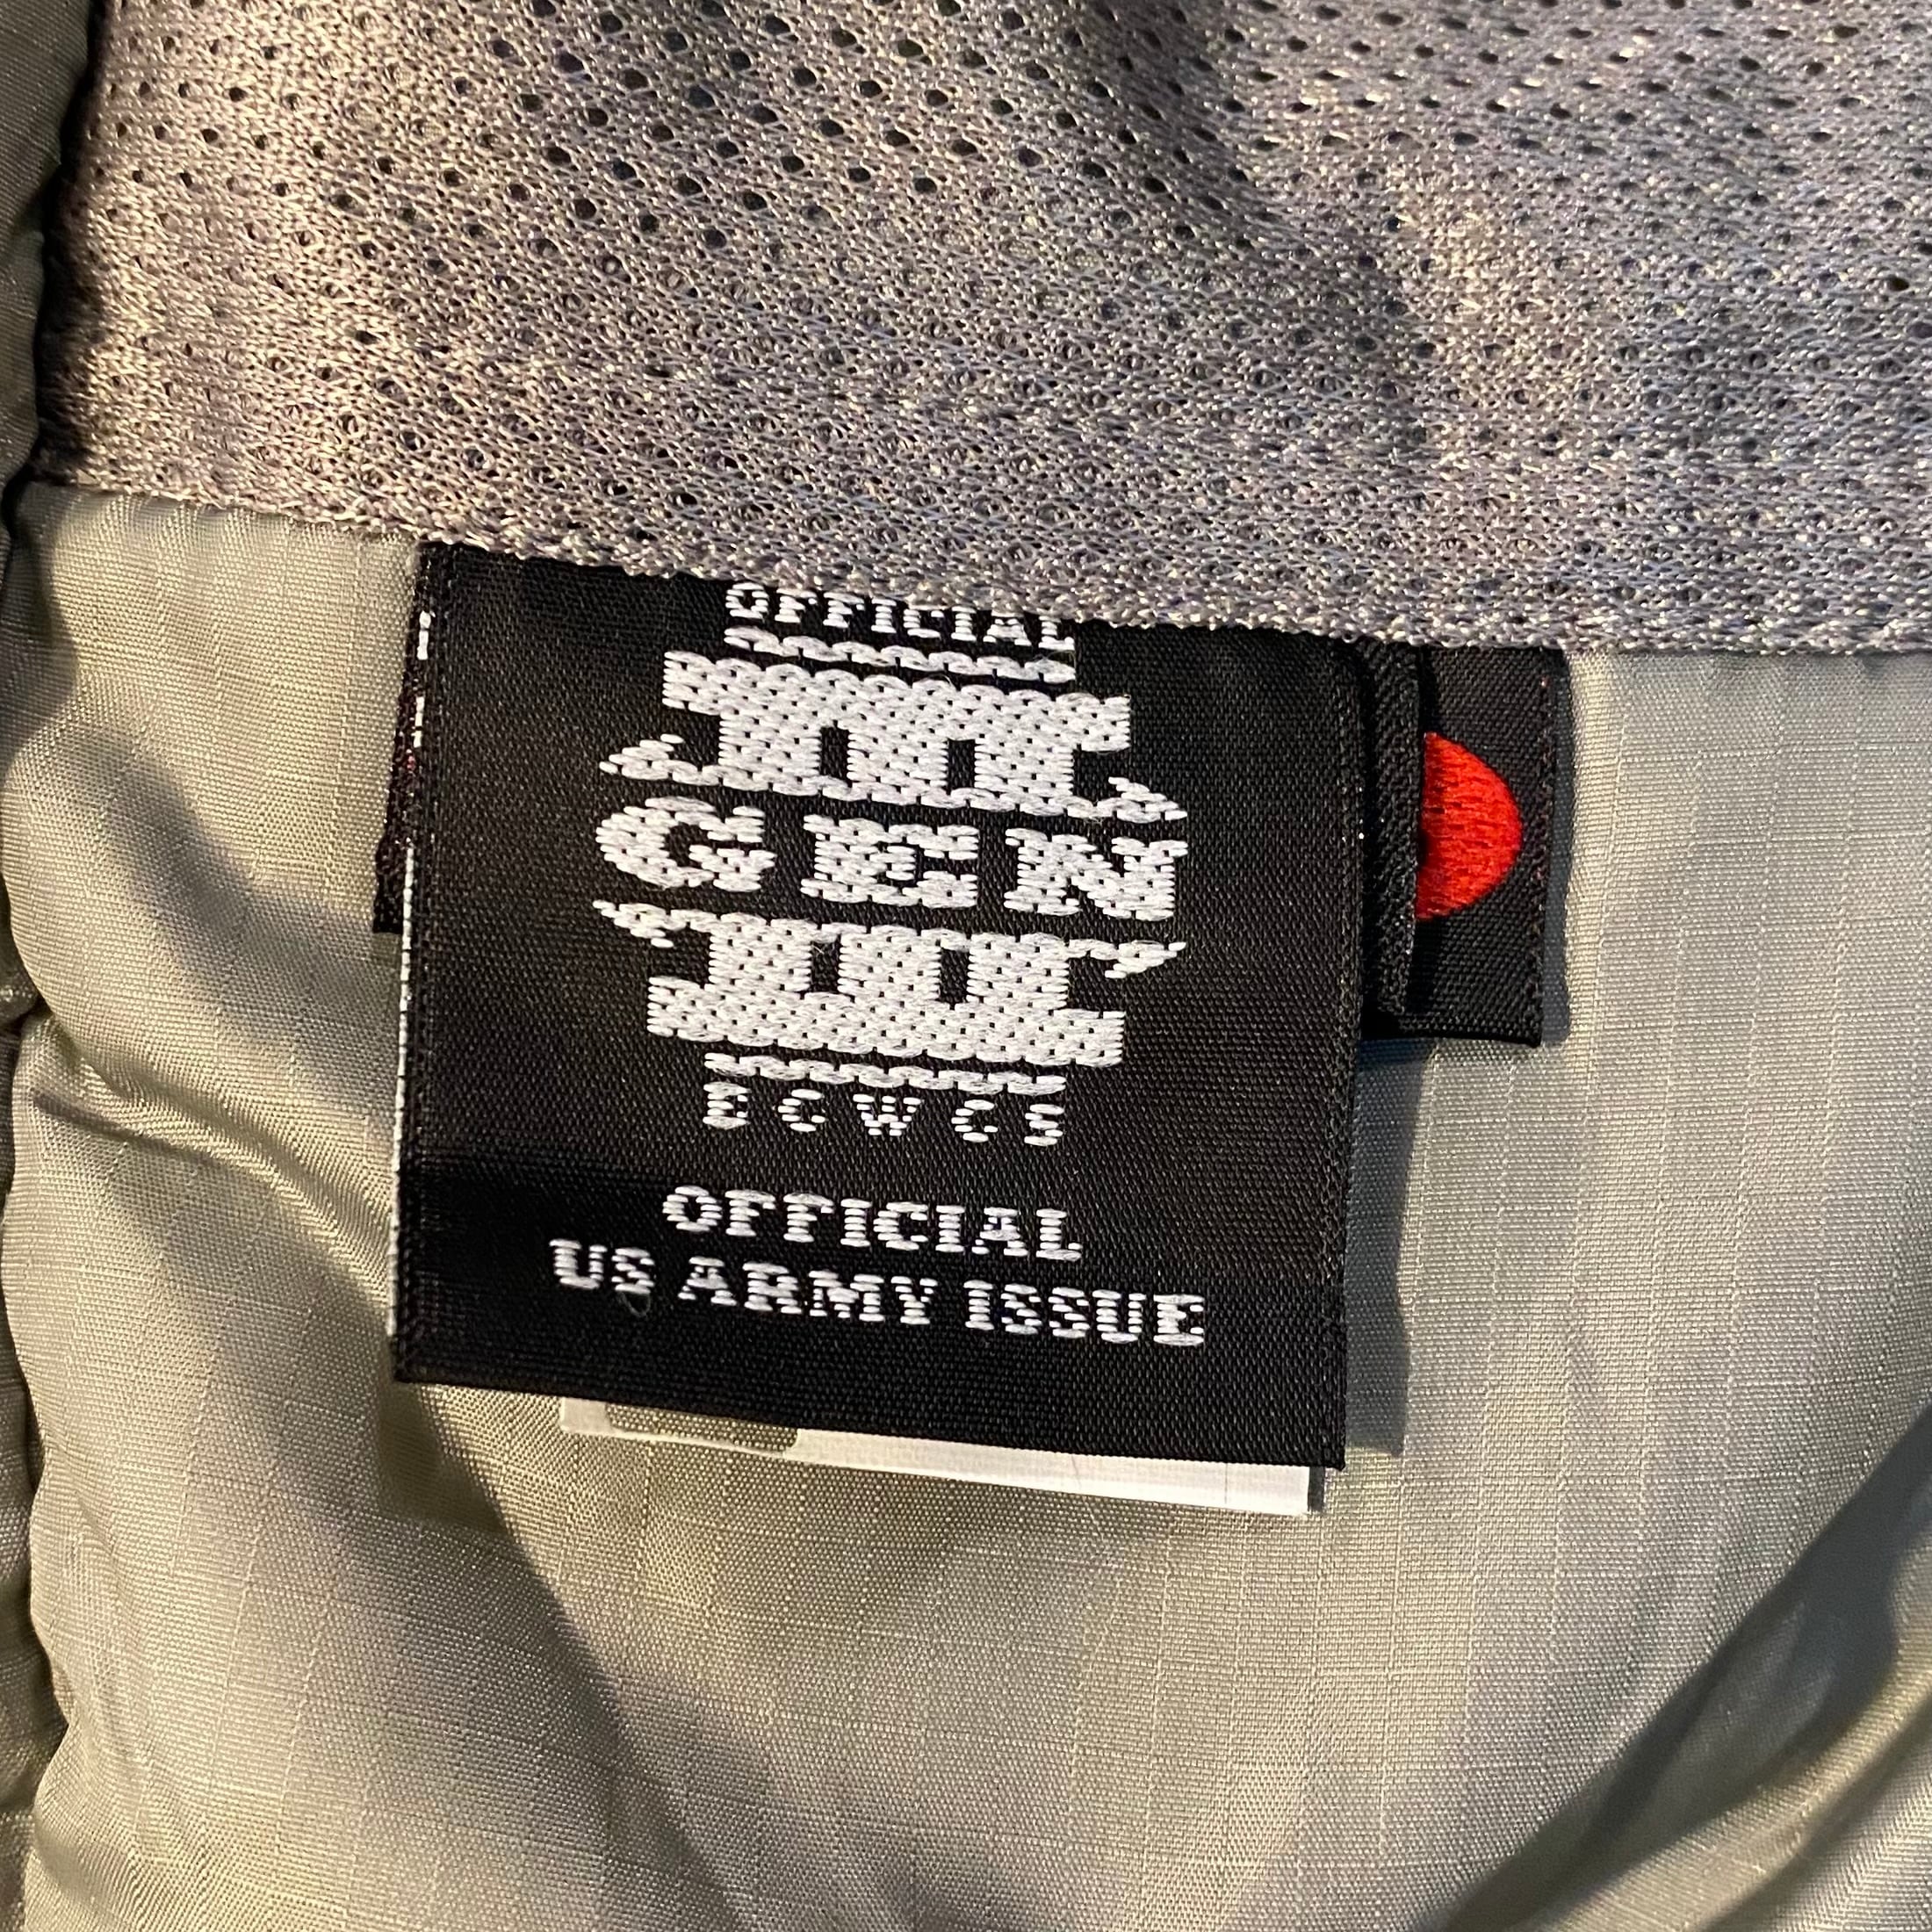 OFFICIAL
III
GEN
III
ECWCS
OFFICIAL
US ARMY ISSUE